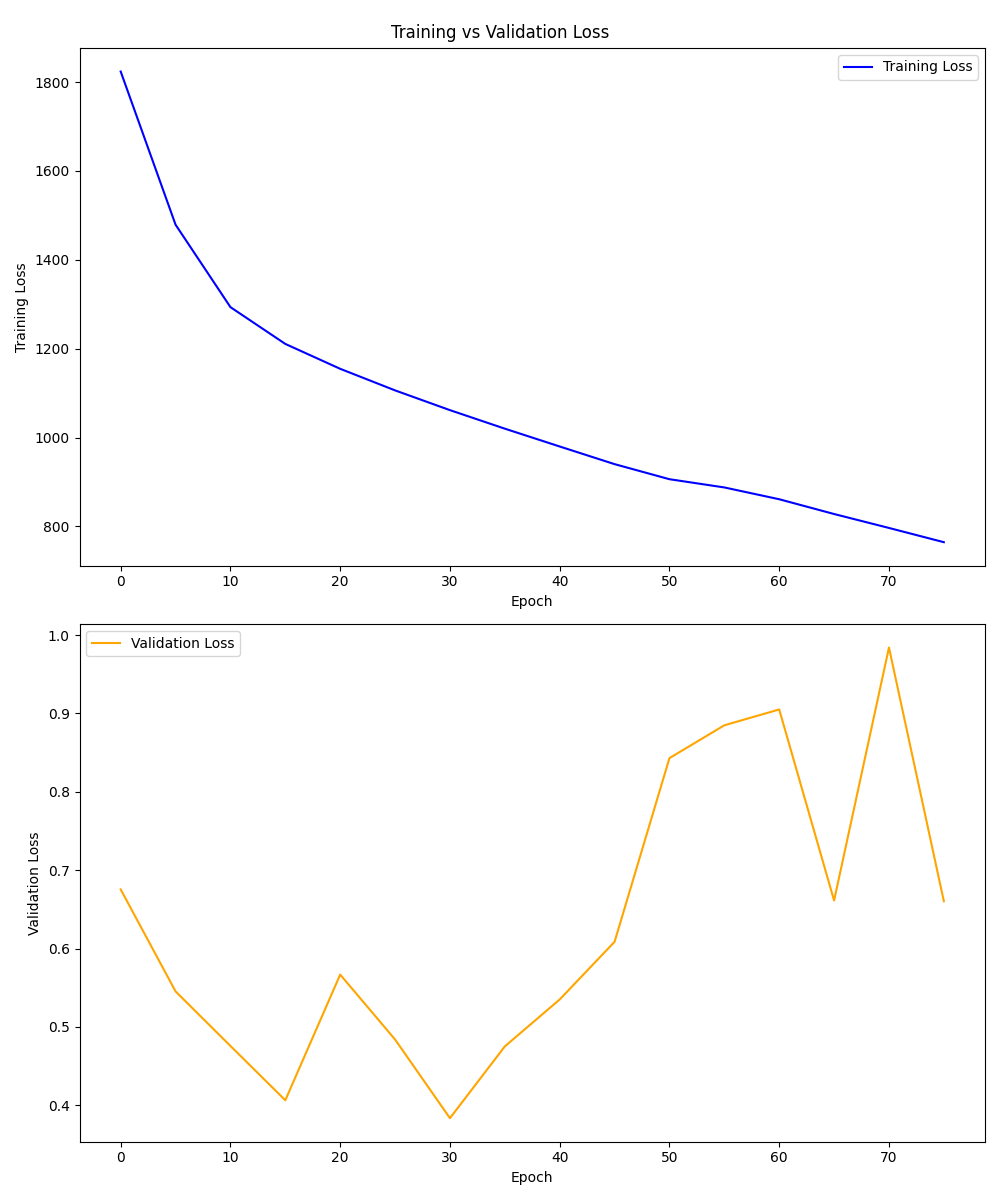 Training vs Validation Loss
Training Loss
1800
1600
1400
1200
1000
800
Training Loss
0 10 20 30 40 50 60 70
Epoch
Validation Loss
1.0
0.9
0.8
0.7
0.6
0.5
0.4
Validation Loss
0 10 20 30 40 50 60 70
Epoch